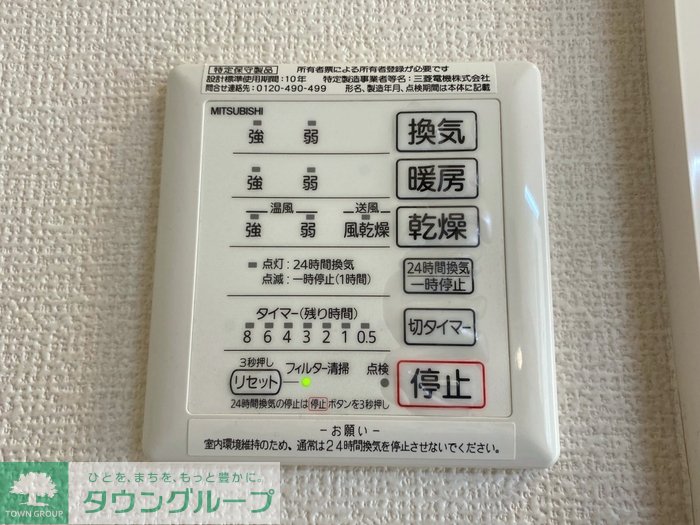 特定保守製品 所有者票による所有者登録が必要です
設計標準使用期間:10年 特定製造事業者等名:三菱電機株式会社
問合せ連絡先:0120-490-499 形名、製造年月、点検期間は本体に記載
MITSUBISHI
強 弱 換気
強 弱 暖房
温風 送風
強 弱 風乾燥 乾燥
点灯:24時間換気
点滅:一時停止(1時間)
24時間換気
一時停止
タイマー(残り時間)
8 6 4 3 2 1 0.5
切タイマー
3秒押し
リセット フィルター清掃 点検
停止
24時間換気の停止は停止ボタンを3秒押し
-お願い-
室内環境維持のため、通常は24時間換気を停止させないでください。
TOWN GROUP
ひとを、まちを、もっと豊かに。
タウングループ